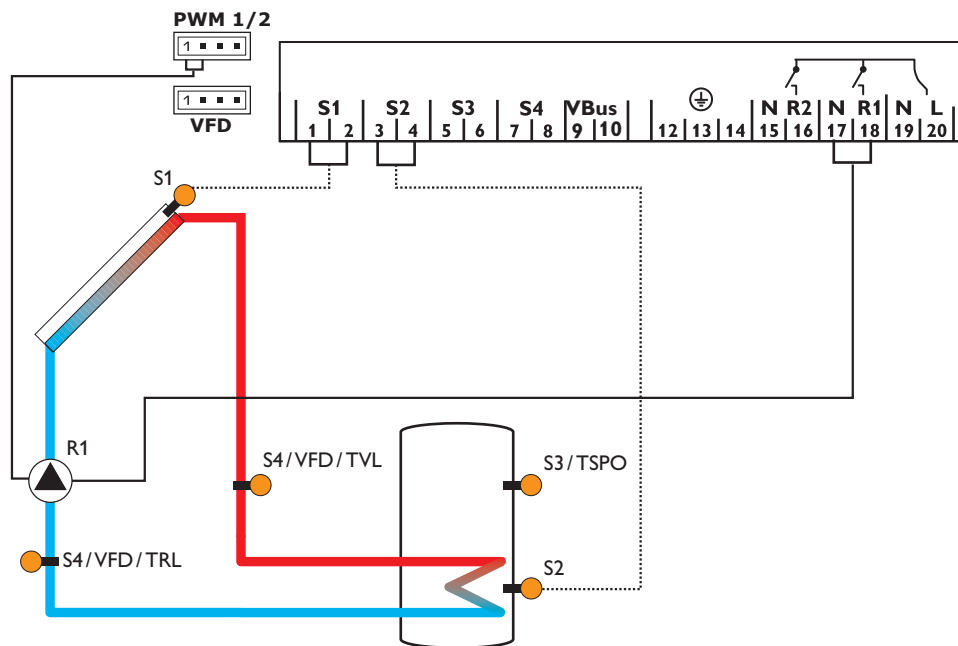 PWM 1/2
1
1
VFD
S1 S2 S3 S4 VBus N R2 N R1 N L
1 2 3 4 5 6 7 8 9 10 12 13 14 15 16 17 18 19 20
S1
R1
S4/VFD/TVL
S3/TSPO
S4/VFD/TRL
S2